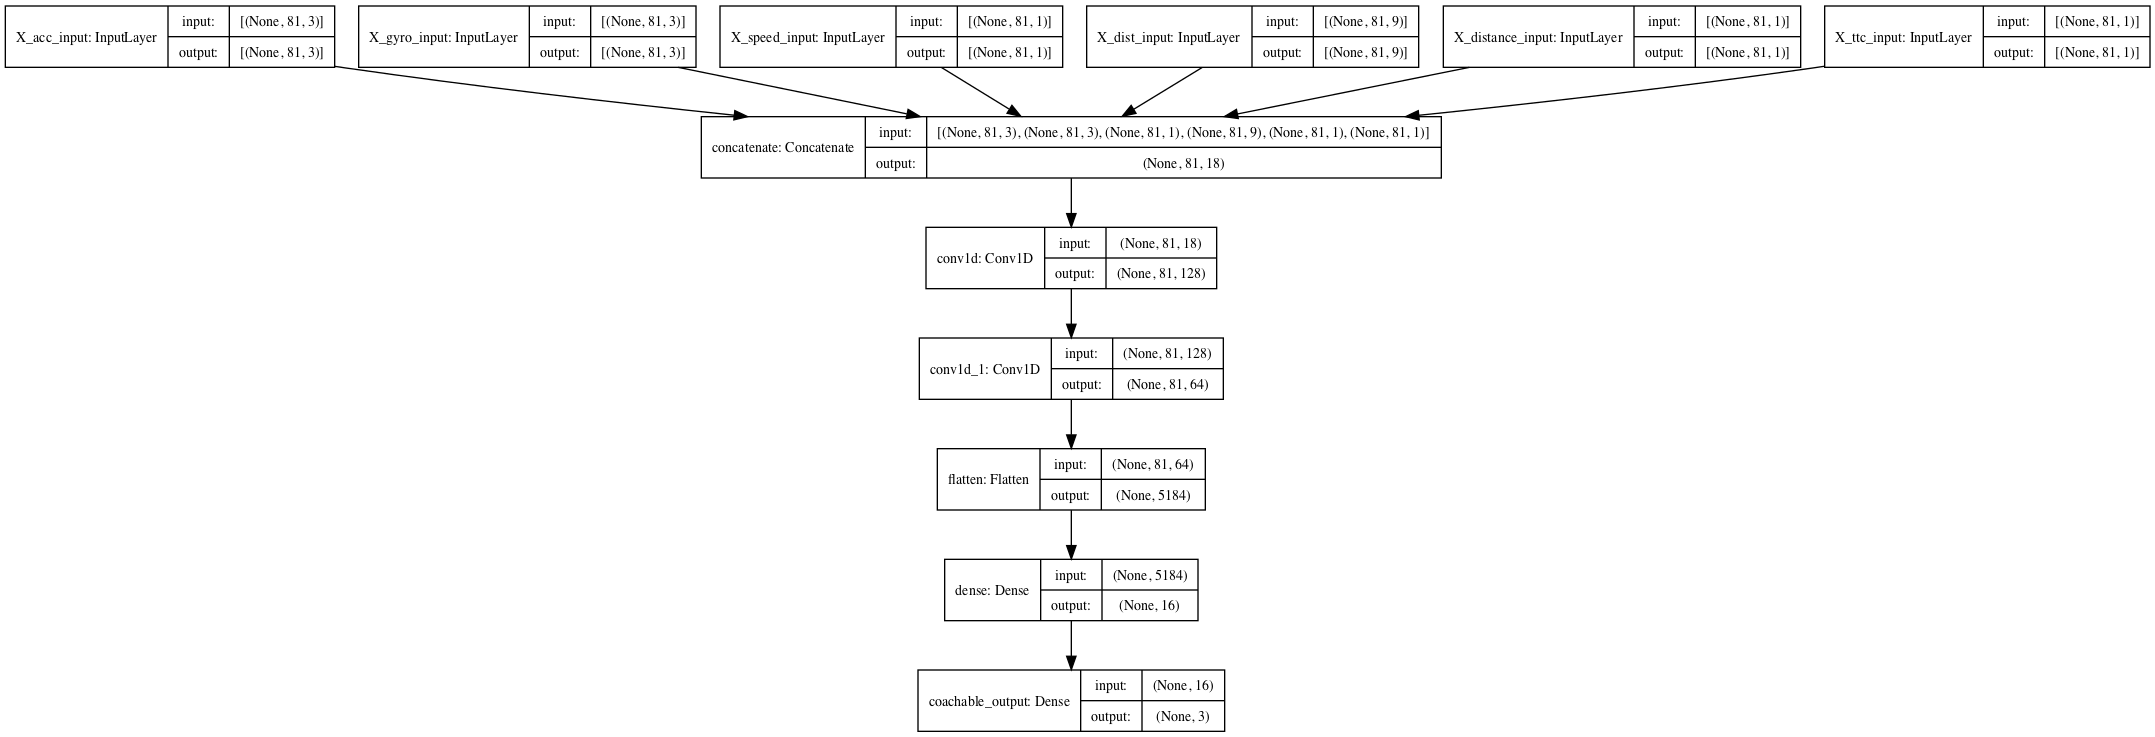 X_acc_input: InputLayer
input:
[(None, 81, 3)]
output:
[(None, 81, 3)]
X_gyro_input: InputLayer
input:
[(None, 81, 3)]
output:
[(None, 81, 3)]
X_speed_input: InputLayer
input:
[(None, 81, 1)]
output:
[(None, 81, 1)]
X_dist_input: InputLayer
input:
[(None, 81, 9)]
output:
[(None, 81, 9)]
X_distance_input: InputLayer
input:
[(None, 81, 1)]
output:
[(None, 81, 1)]
X_ttc_input: InputLayer
input:
[(None, 81, 1)]
output:
[(None, 81, 1)]
concatenate: Concatenate
input:
[(None, 81, 3), (None, 81, 3), (None, 81, 1), (None, 81, 9), (None, 81, 1), (None, 81, 1)]
output:
(None, 81, 18)
conv1d: Conv1D
input:
(None, 81, 18)
output:
(None, 81, 128)
conv1d_1: Conv1D
input:
(None, 81, 128)
output:
(None, 81, 64)
flatten: Flatten
input:
(None, 81, 64)
output:
(None, 5184)
dense: Dense
input:
(None, 5184)
output:
(None, 16)
coachable_output: Dense
input:
(None, 16)
output:
(None, 3)